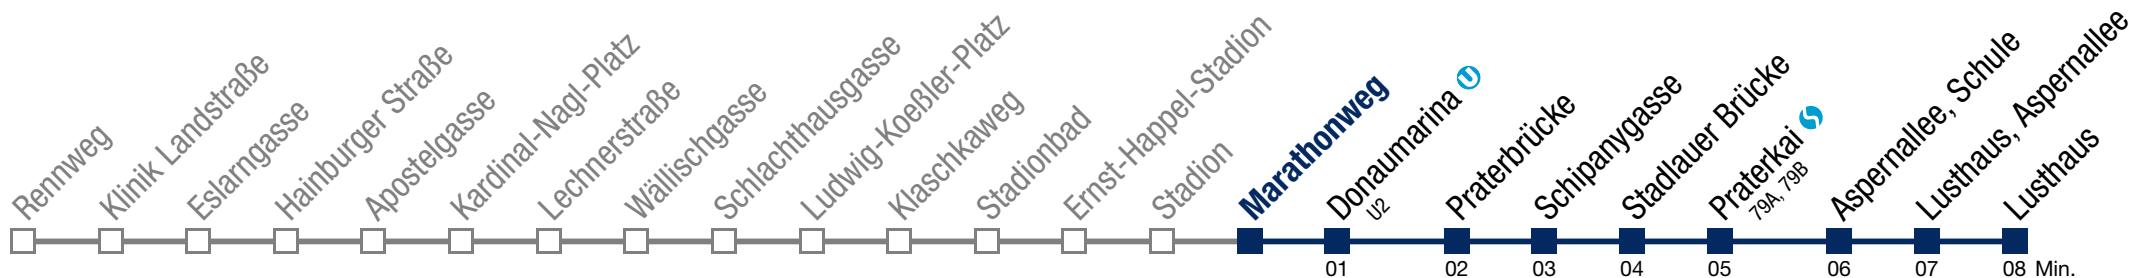 Rennweg
Klinik Landstraße
Eslarngasse
Hainburger Straße
Apostelgasse
Kardinal-Nagl-Platz
Lechnerstraße
Wällischgasse
Schlachthausgasse
Ludwig-Koeßler-Platz
Klaschkaweg
Stadionbad
Ernst-Happel-Stadion
Stadion
Marathonweg
Donaumarina U
U2
Praterbrücke
Schipanygasse
Stadlauer Brücke
Praterkai S
79A, 79B
Aspernallee, Schule
Lusthaus, Aspernallee
Lusthaus
01 02 03 04 05 06 07 08 Min.